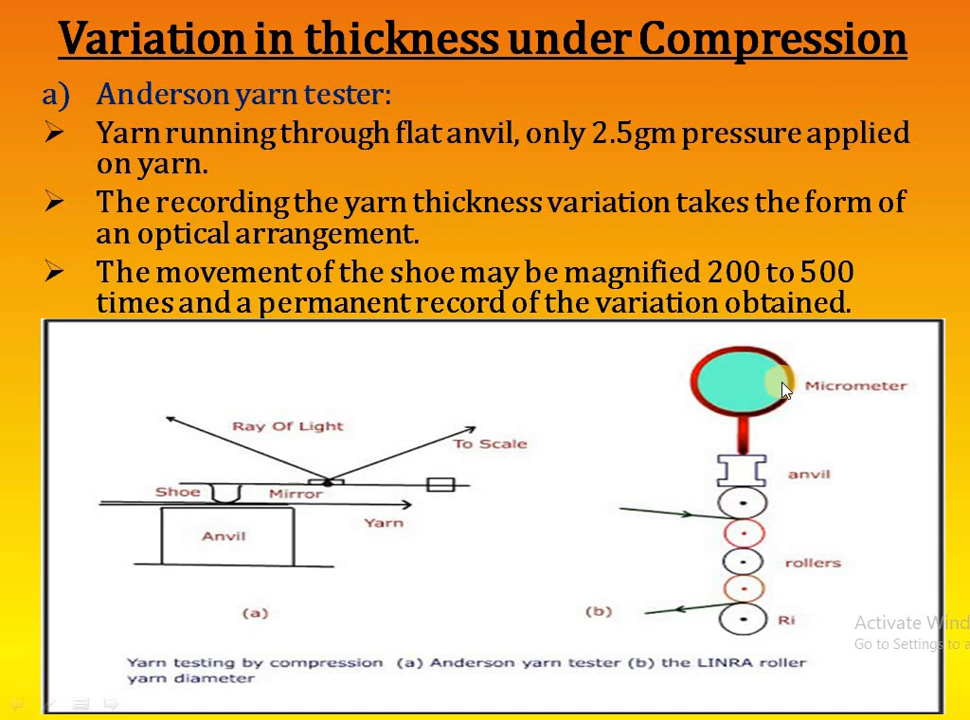 Variation in thickness under Compression
a) Anderson yarn tester:
➤ Yarn running through flat anvil, only 2.5gm pressure applied
on yarn.
➤ The recording the yarn thickness variation takes the form of
an optical arrangement.
➤ The movement of the shoe may be magnified 200 to 500
times and a permanent record of the variation obtained.
Ray Of Light
To Scale
Shoe
Mirror
Yarn
Anvil
(a)
Micrometer
anvil
rollers
(b)
Ri
Activate Wind
Go to Settings to a
Yarn testing by compression (a) Anderson yarn tester (b) the LINRA roller
yarn diameter